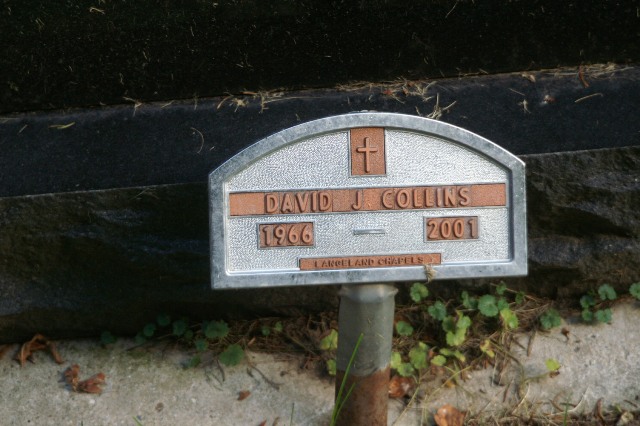 DAVID J. COLLINS
1966 — 2001
LANGELAND CHAPELS